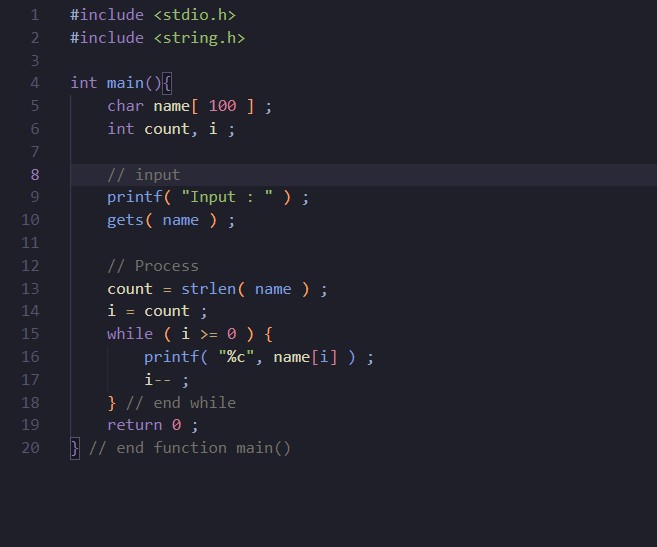 1 #include <stdio.h>
2 #include <string.h>
3
4 int main(){
5 char name[ 100 ] ;
6 int count, i ;
7
8 // input
9 printf( "Input : " ) ;
10 gets( name ) ;
11
12 // Process
13 count = strlen( name ) ;
14 i = count ;
15 while ( i >= 0 ) {
16 printf( "%c", name[i] ) ;
17 i-- ;
18 } // end while
19 return 0 ;
20 } // end function main()